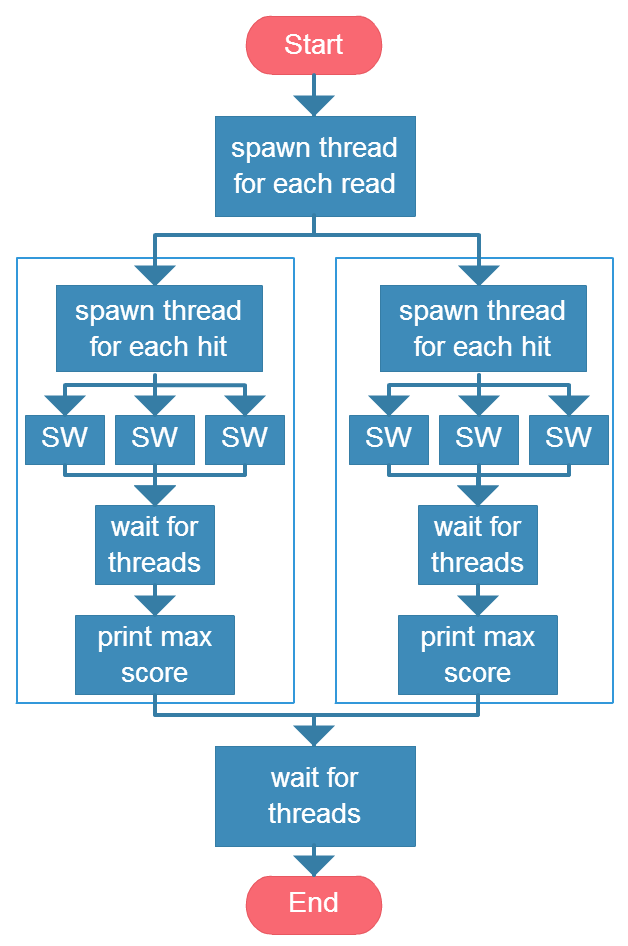 Start
spawn thread
for each read
spawn thread
for each hit
SW
SW
SW
wait for
threads
print max
score
spawn thread
for each hit
SW
SW
SW
wait for
threads
print max
score
wait for
threads
End